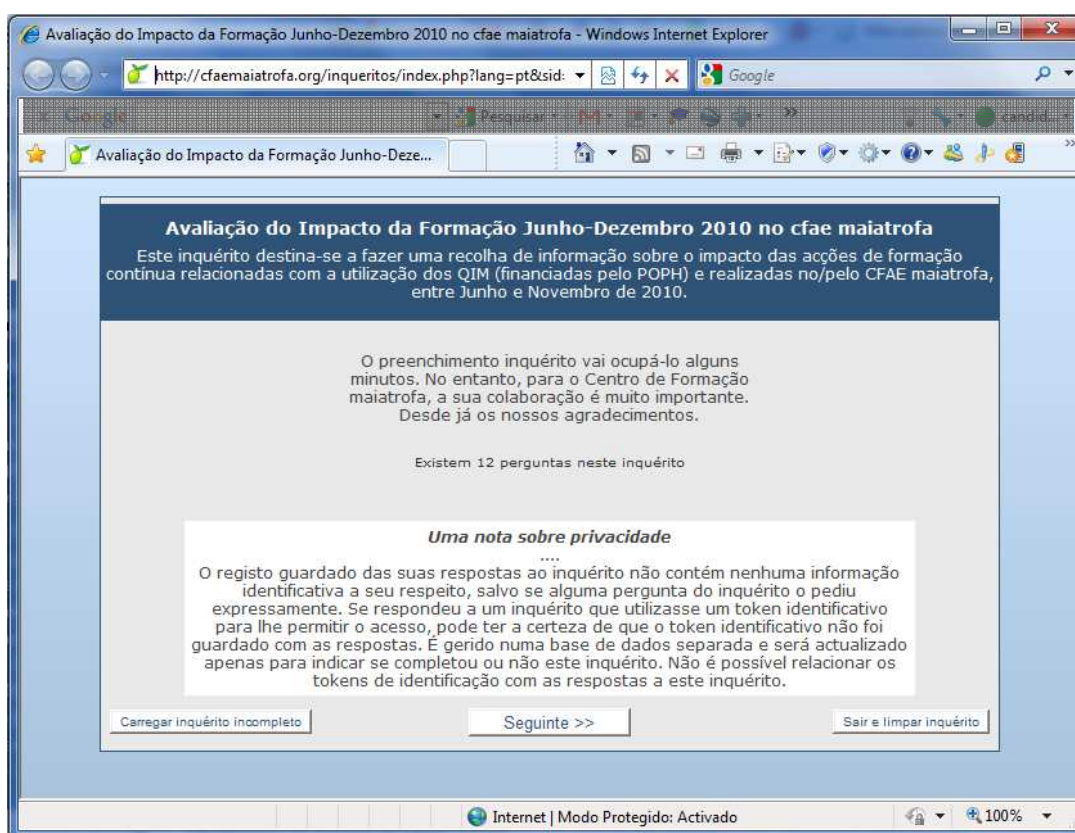 Avaliação do Impacto da Formação Junho-Dezembro 2010 no cfae maiatrofa - Windows Internet Explorer
http://cfaemaiatrofa.org/inqueritos/index.php?lang=pt&sid:
Google
Google
Pesquisar
candid...
Avaliação do Impacto da Formação Junho-Deze...
Avaliação do Impacto da Formação Junho-Dezembro 2010 no cfae maiatrofa
Este inquérito destina-se a fazer uma recolha de informação sobre o impacto das acções de formação
contínua relacionadas com a utilização dos QIM (financiadas pelo POPH) e realizadas no/pelo CFAE maiatrofa,
entre Junho e Novembro de 2010.
O preenchimento inquérito vai ocupá-lo alguns
minutos. No entanto, para o Centro de Formação
maiatrofa, a sua colaboração é muito importante.
Desde já os nossos agradecimentos.
Existem 12 perguntas neste inquérito
Uma nota sobre privacidade
....
O registo guardado das suas respostas ao inquérito não contém nenhuma informação
identificativa a seu respeito, salvo se alguma pergunta do inquérito o pediu
expressamente. Se respondeu a um inquérito que utilizasse um token identificativo
para lhe permitir o acesso, pode ter a certeza de que o token identificativo não foi
guardado com as respostas. É gerido numa base de dados separada e será actualizado
apenas para indicar se completou ou não este inquérito. Não é possível relacionar os
tokens de identificação com as respostas a este inquérito.
Carregar inquérito incompleto
Seguinte >>
Sair e limpar inquérito
Internet | Modo Protegido: Activado
100%